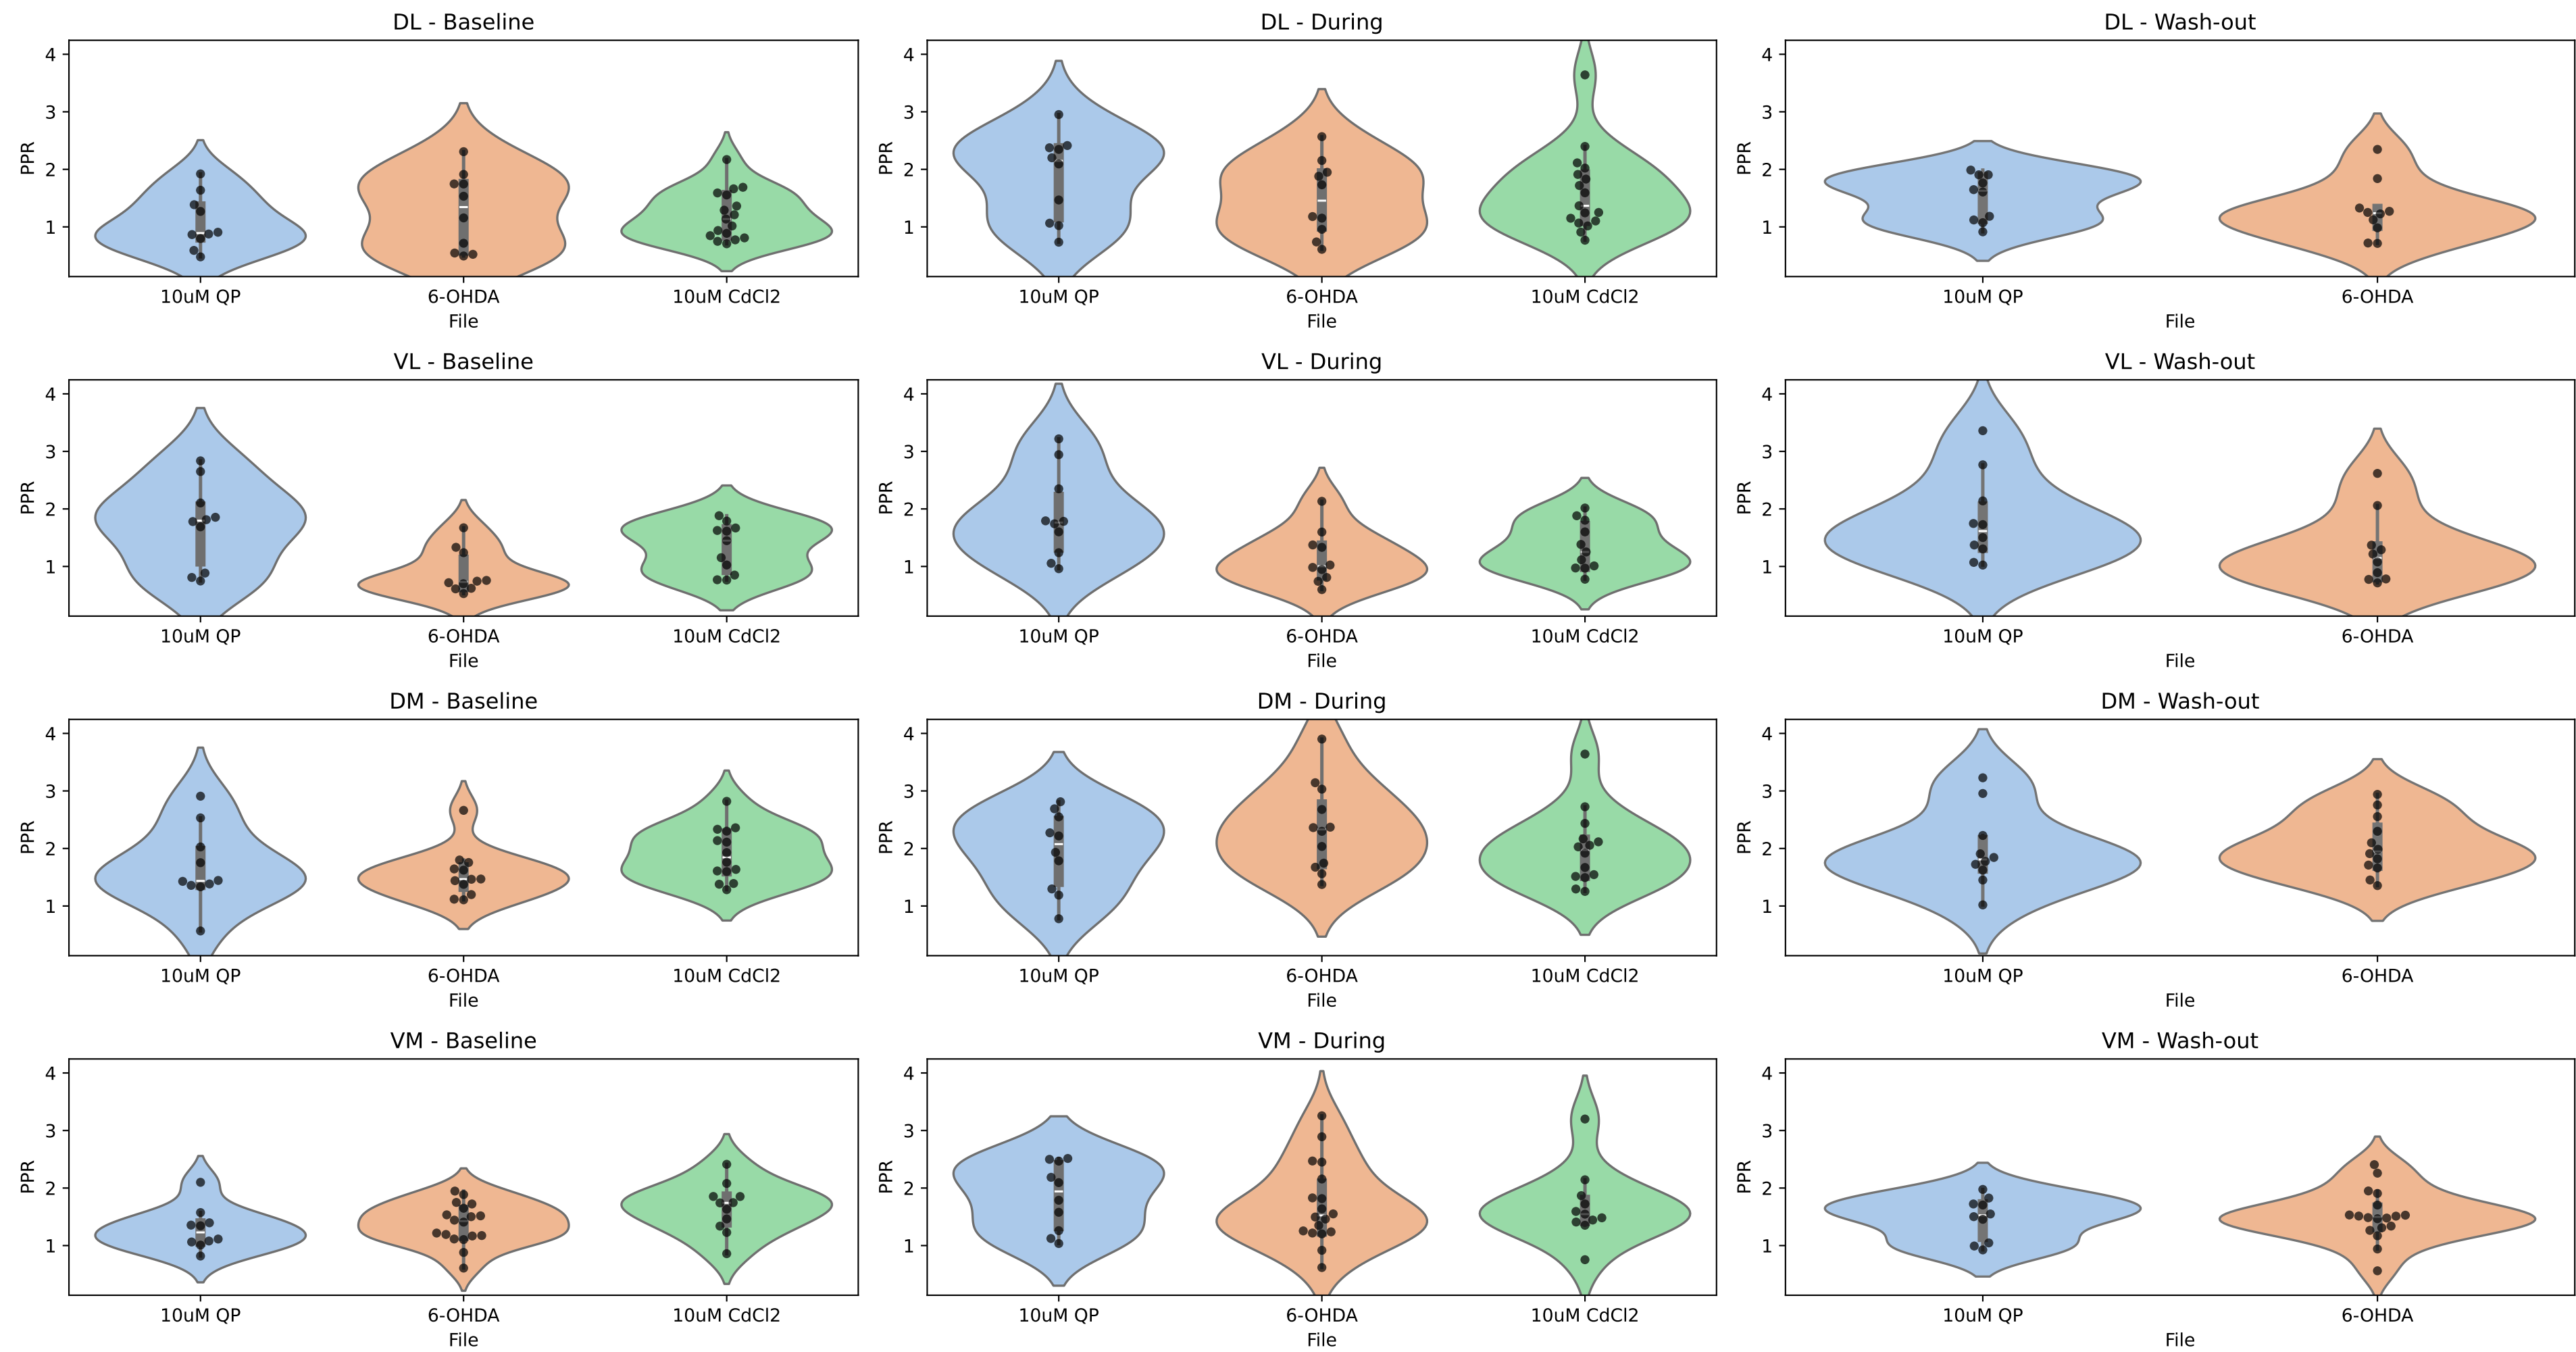 DL - Baseline
DL - During
DL - Wash-out
4
3
2
1
PPR
10uM QP
6-OHDA
10uM CdCl2
File
4
3
2
1
PPR
10uM QP
6-OHDA
10uM CdCl2
File
4
3
2
1
PPR
10uM QP
6-OHDA
File
VL - Baseline
VL - During
VL - Wash-out
4
3
2
1
PPR
10uM QP
6-OHDA
10uM CdCl2
File
4
3
2
1
PPR
10uM QP
6-OHDA
10uM CdCl2
File
4
3
2
1
PPR
10uM QP
6-OHDA
File
DM - Baseline
DM - During
DM - Wash-out
4
3
2
1
PPR
10uM QP
6-OHDA
10uM CdCl2
File
4
3
2
1
PPR
10uM QP
6-OHDA
10uM CdCl2
File
4
3
2
1
PPR
10uM QP
6-OHDA
File
VM - Baseline
VM - During
VM - Wash-out
4
3
2
1
PPR
10uM QP
6-OHDA
10uM CdCl2
File
4
3
2
1
PPR
10uM QP
6-OHDA
10uM CdCl2
File
4
3
2
1
PPR
10uM QP
6-OHDA
File